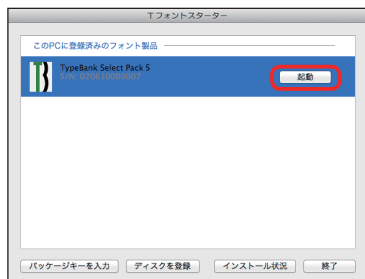 Tフォントスターター
このPCに登録済みのフォント製品
TypeBank Select Pack 5
S/N: 020610000007
起動
パッケージキーを入力 ディスクを登録 インストール状況 終了